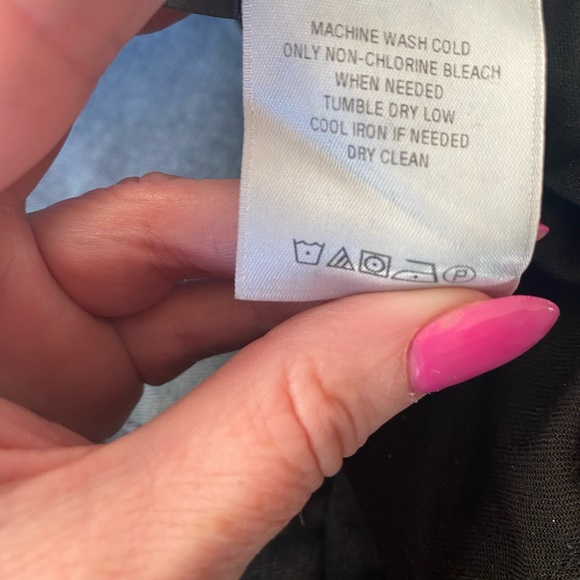 MACHINE WASH COLD
ONLY NON-CHLORINE BLEACH
WHEN NEEDED
TUMBLE DRY LOW
COOL IRON IF NEEDED
DRY CLEAN
P